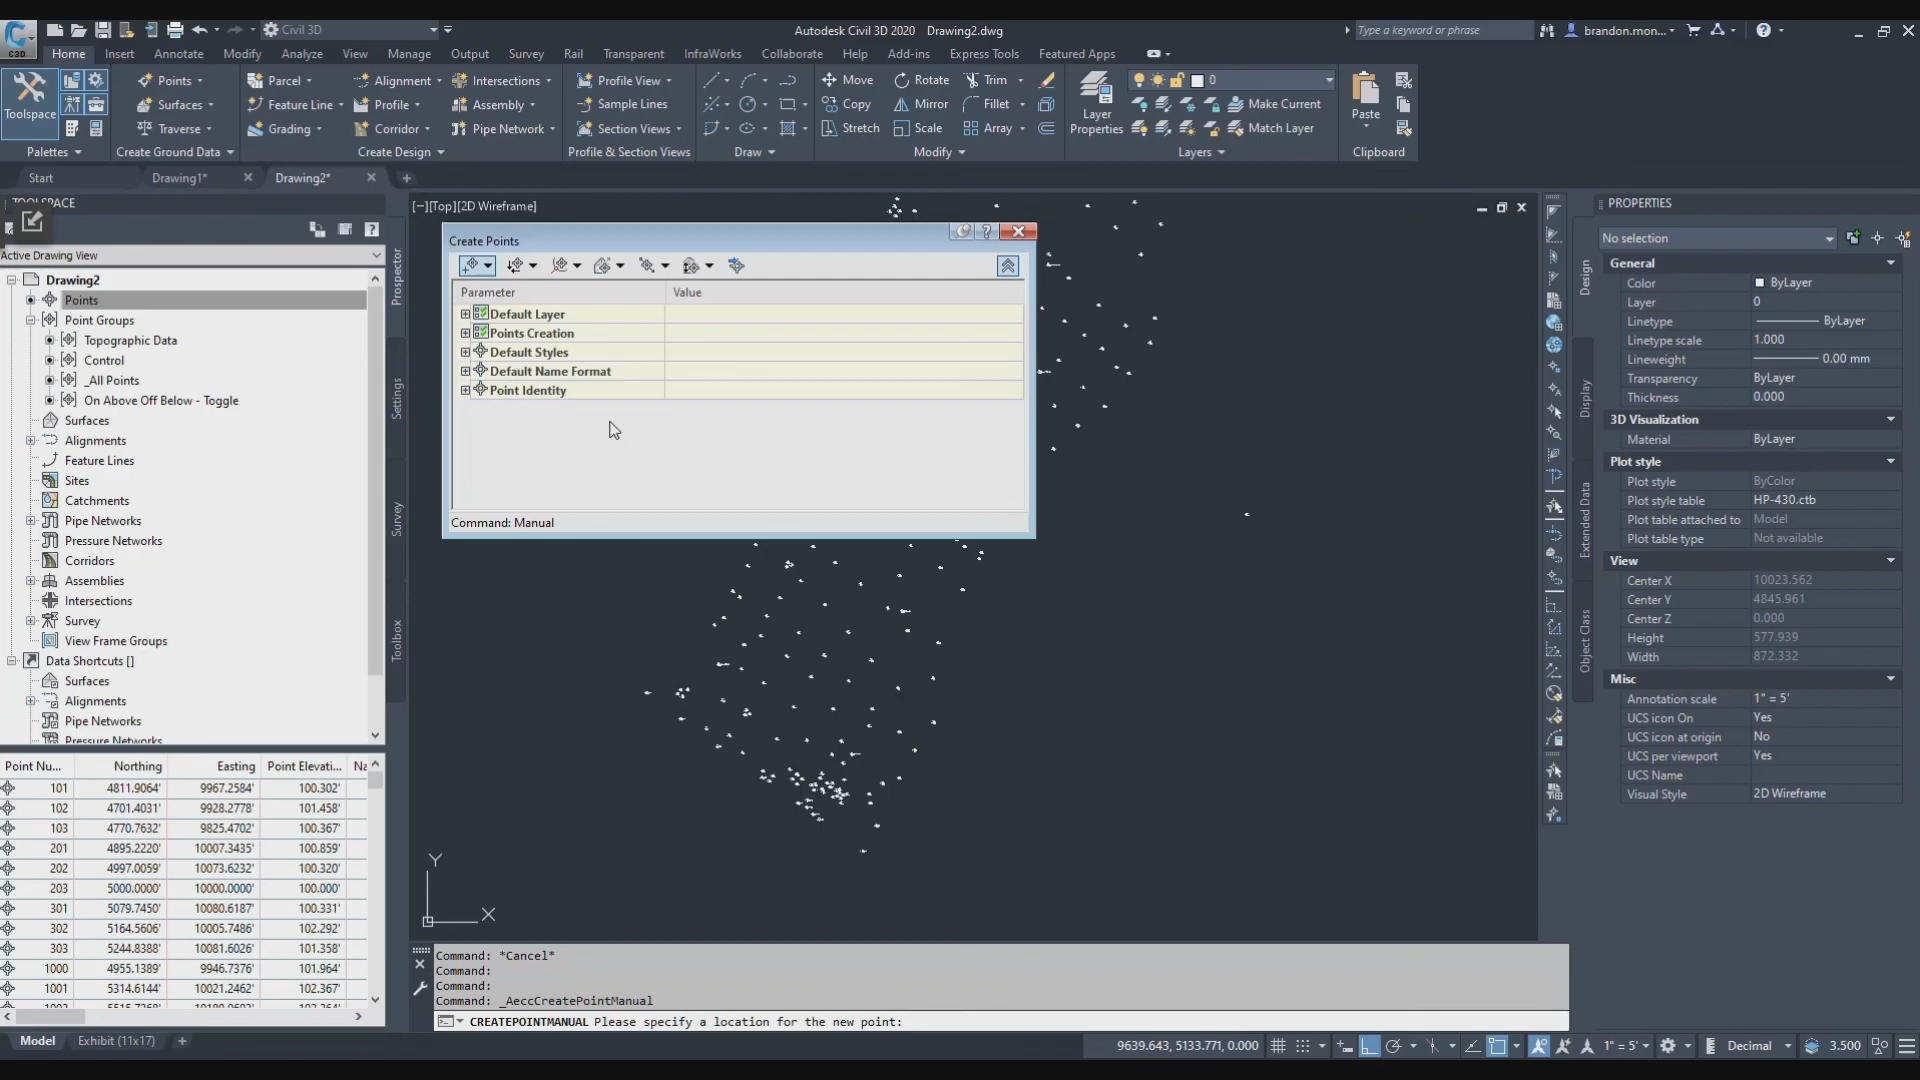 Civil 3D
Autodesk Civil 3D 2020 Drawing2.dwg
Type a keyword or phrase
brandon.mon...
C3D
Home Insert Annotate Modify Analyze View Manage Output Survey Rail Transparent InfraWorks Collaborate Help Add-ins Express Tools Featured Apps
Points Parcel Alignment Intersections Profile View Move Rotate Trim 0
Toolspace Surfaces Feature Line Profile Assembly Sample Lines Copy Mirror Fillet Layer Properties Make Current Paste
Traverse Grading Corridor Pipe Network Section Views Stretch Scale Array Match Layer
Palettes Create Ground Data Create Design Profile & Section Views Draw Modify Layers Clipboard
Start Drawing1* Drawing2*
TOOLSPACE
Active Drawing View
Drawing2
Points
Point Groups
Topographic Data
Control
_All Points
On Above Off Below - Toggle
Surfaces
Alignments
Feature Lines
Sites
Catchments
Pipe Networks
Pressure Networks
Corridors
Assemblies
Intersections
Survey
View Frame Groups
Data Shortcuts []
Surfaces
Alignments
Pipe Networks
Pressure Networks
Prospector
Settings
Survey
Toolbox
Point Nu... Northing Easting Point Elevati... Na
101 4811.9064' 9967.2584' 100.302'
102 4701.4031' 9928.2778' 101.458'
103 4770.7632' 9825.4702' 100.367'
201 4895.2220' 10007.3435' 100.859'
202 4997.0059' 10073.6232' 100.320'
203 5000.0000' 10000.0000' 100.000'
301 5079.7450' 10080.6187' 100.331'
302 5164.5606' 10005.7486' 102.292'
303 5244.8388' 10081.6026' 101.358'
1000 4955.1389' 9946.7376' 101.964'
1001 5314.6144' 10021.2462' 102.367'
[−][Top][2D Wireframe]
Create Points
Parameter Value
Default Layer
Points Creation
Default Styles
Default Name Format
Point Identity
Command: Manual
Y
X
Command: *Cancel*
Command:
Command:
Command: _AeccCreatePointManual
CREATEPOINTMANUAL Please specify a location for the new point:
PROPERTIES
No selection
Design
Display
Extended Data
Object Class
General
Color ByLayer
Layer 0
Linetype ByLayer
Linetype scale 1.000
Lineweight 0.00 mm
Transparency ByLayer
Thickness 0.000
3D Visualization
Material ByLayer
Plot style
Plot style ByColor
Plot style table HP-430.ctb
Plot table attached to Model
Plot table type Not available
View
Center X 10023.562
Center Y 4845.961
Center Z 0.000
Height 577.939
Width 872.332
Misc
Annotation scale 1" = 5'
UCS icon On Yes
UCS icon at origin No
UCS per viewport Yes
UCS Name
Visual Style 2D Wireframe
Model Exhibit (11x17)
9639.643, 5133.771, 0.000
1" = 5'
Decimal
3.500